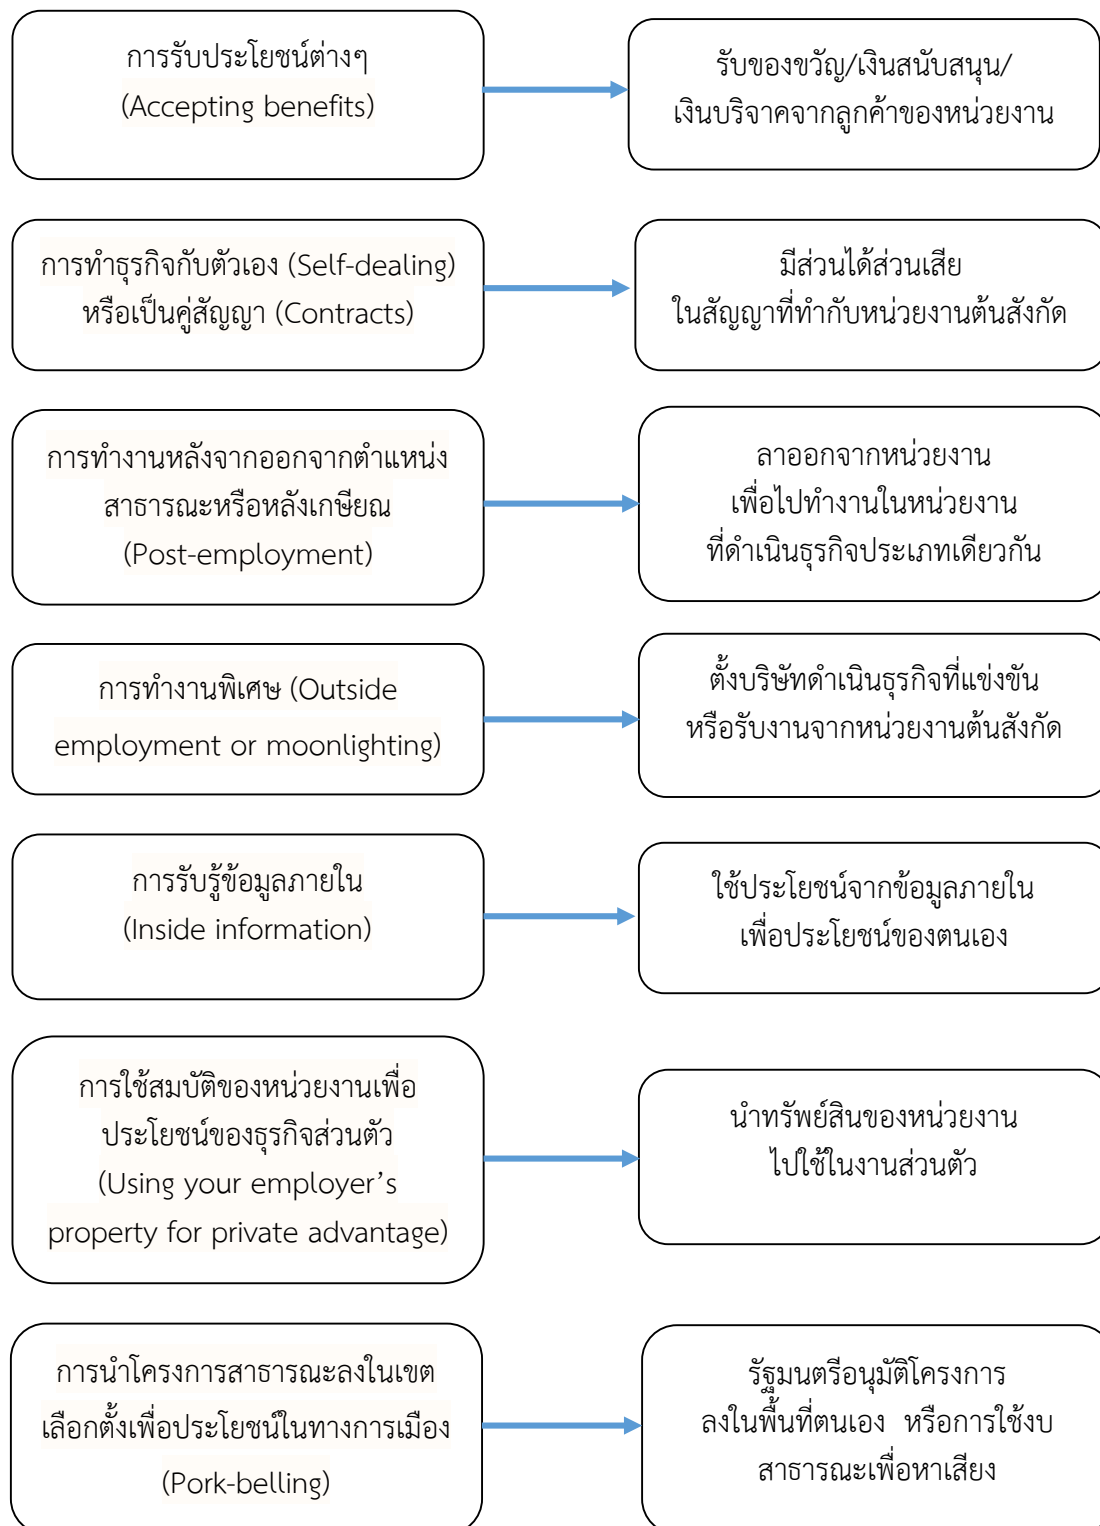 การรับประโยชน์ต่างๆ
(Accepting benefits)
รับของขวัญ/เงินสนับสนุน/
เงินบริจาคจากลูกค้าของหน่วยงาน
การทำธุรกิจกับตัวเอง (Self-dealing)
หรือเป็นคู่สัญญา (Contracts)
มีส่วนได้ส่วนเสีย
ในสัญญาที่ทำกับหน่วยงานต้นสังกัด
การทำงานหลังจากออกจากตำแหน่ง
สาธารณะหรือหลังเกษียณ
(Post-employment)
ลาออกจากหน่วยงาน
เพื่อไปทำงานในหน่วยงาน
ที่ดำเนินธุรกิจประเภทเดียวกัน
การทำงานพิเศษ (Outside
employment or moonlighting)
ตั้งบริษัทดำเนินธุรกิจที่แข่งขัน
หรือรับงานจากหน่วยงานต้นสังกัด
การรับรู้ข้อมูลภายใน
(Inside information)
ใช้ประโยชน์จากข้อมูลภายใน
เพื่อประโยชน์ของตนเอง
การใช้สมบัติของหน่วยงานเพื่อ
ประโยชน์ของธุรกิจส่วนตัว
(Using your employer’s
property for private advantage)
นำทรัพย์สินของหน่วยงาน
ไปใช้ในงานส่วนตัว
การนำโครงการสาธารณะลงในเขต
เลือกตั้งเพื่อประโยชน์ในทางการเมือง
(Pork-belling)
รัฐมนตรีอนุมัติโครงการ
ลงในพื้นที่ตนเอง หรือการใช้งบ
สาธารณะเพื่อหาเสียง